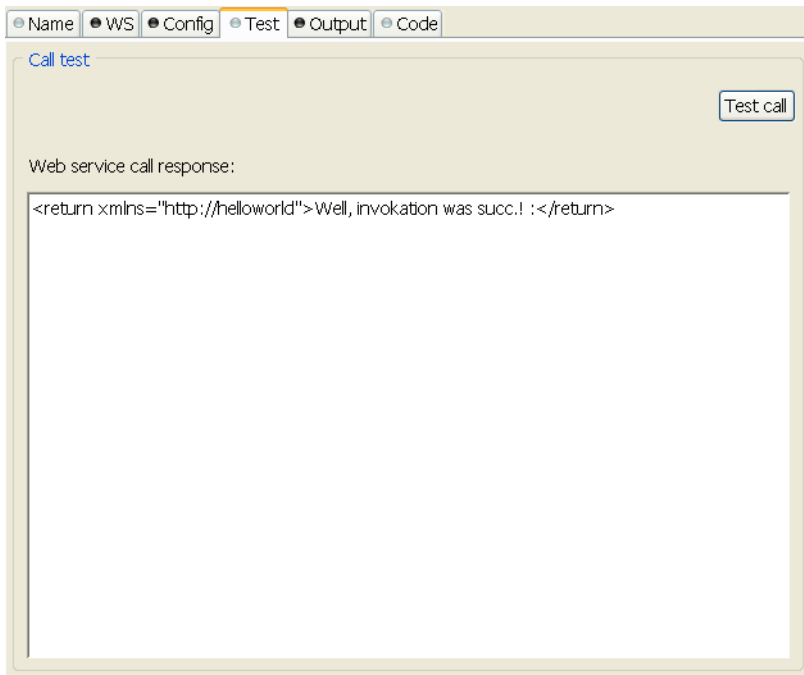 Name WS Config Test Output Code
Call test
Test call
Web service call response:
<return xmlns="http://helloworld">Well, invokation was succ.! :</return>